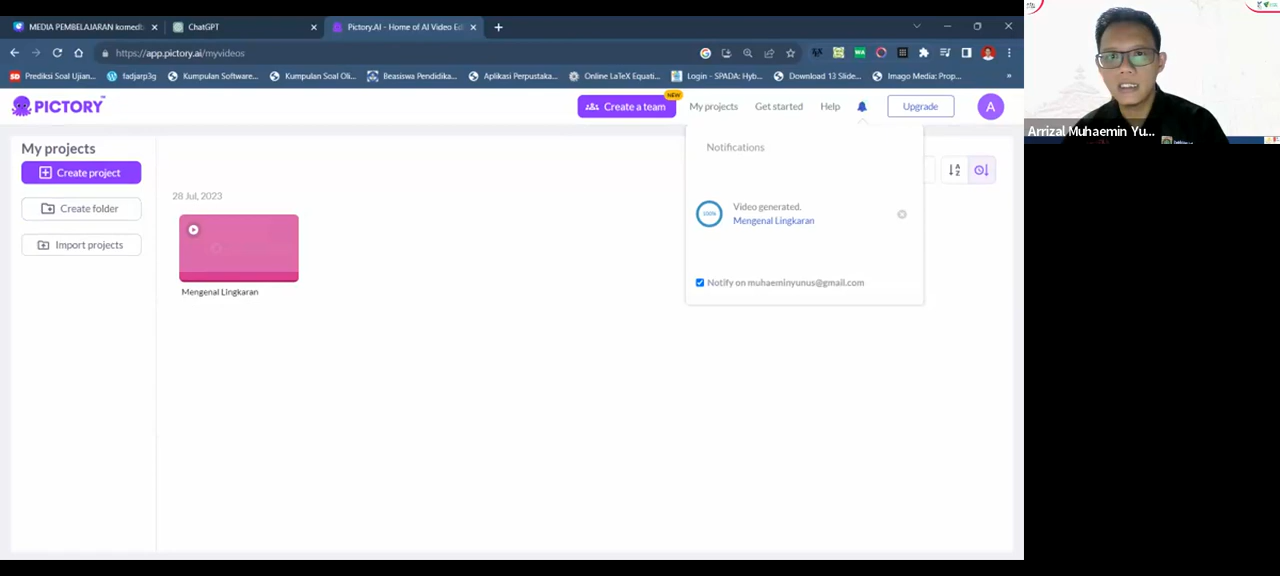 MEDIA PEMBELAJARAN komedi
ChatGPT
Pictory.AI - Home of AI Video Edi
https://app.pictory.ai/myvideos
Prediksi Soal Ujian...
fadjarp3g
Kumpulan Software...
Kumpulan Soal Oli...
Beasiswa Pendidika...
Aplikasi Perpustaka...
Online LaTeX Equati...
Login - SPADA: Hyb...
Download 13 Slide...
Imago Media: Prop...
PICTORY
Create a team
NEW
My projects
Get started
Help
Upgrade
A
My projects
Create project
Create folder
Import projects
28 Jul, 2023
Mengenal Lingkaran
Notifications
100%
Video generated.
Mengenal Lingkaran
Notify on muhaeminyunus@gmail.com
Arrizal Muhaemin Yu...